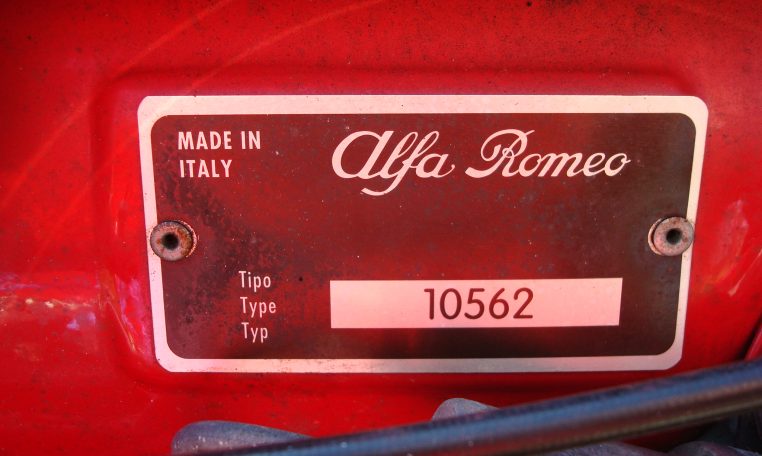 MADE IN
ITALY
Alfa Romeo
Tipo
Type
Typ
10562